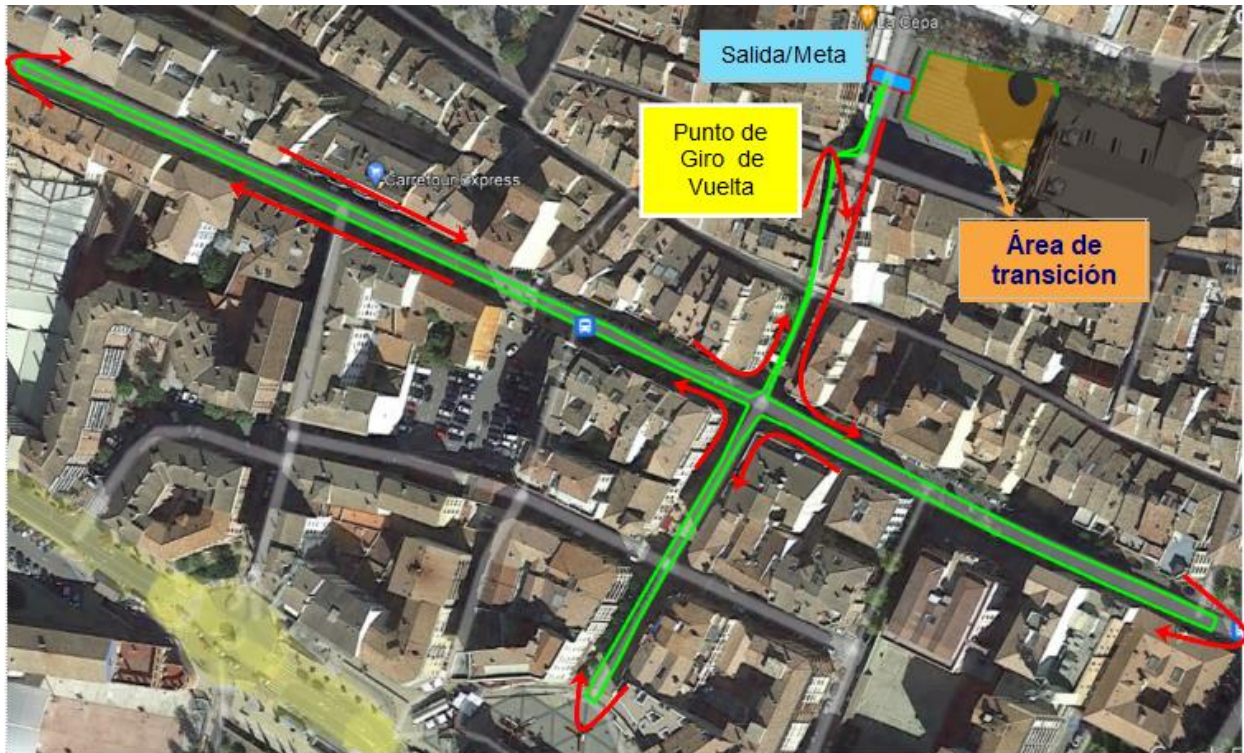 La Cepa
Salida/Meta
Punto de
Giro de
Vuelta
Carrefour Express
Área de
transición